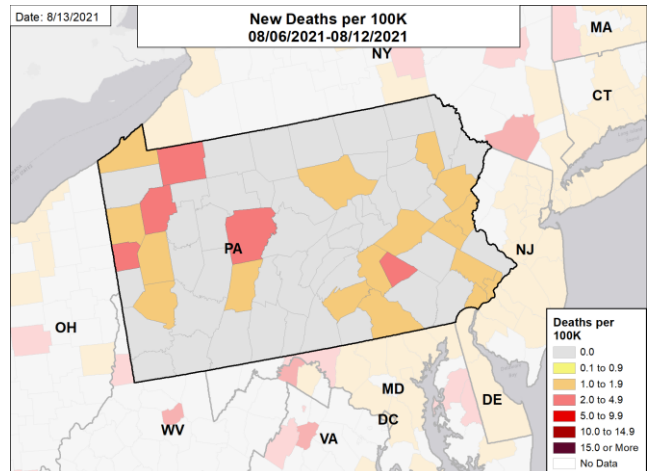 Date: 8/13/2021
New Deaths per 100K
08/06/2021-08/12/2021
NY
MA
CT
PA
NJ
OH
MD
DE
DC
WV
VA
Deaths per
100K
0.0
0.1 to 0.9
1.0 to 1.9
2.0 to 4.9
5.0 to 9.9
10.0 to 14.9
15.0 or More
No Data